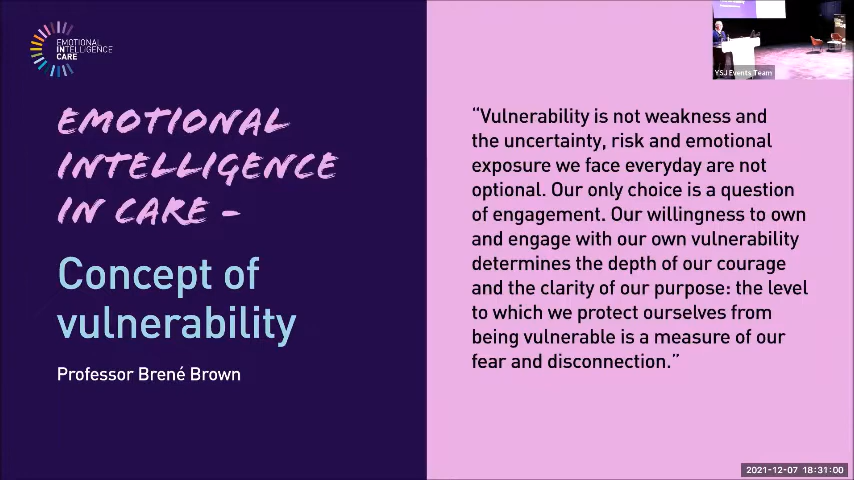 EMOTIONAL
INTELLIGENCE
CARE
EMOTIONAL
INTELLIGENCE
IN CARE -
Concept of
vulnerability
Professor Brené Brown
“Vulnerability is not weakness and
the uncertainty, risk and emotional
exposure we face everyday are not
optional. Our only choice is a question
of engagement. Our willingness to own
and engage with our own vulnerability
determines the depth of our courage
and the clarity of our purpose: the level
to which we protect ourselves from
being vulnerable is a measure of our
fear and disconnection.”
YSJ Events Team
2021-12-07 18:31:00